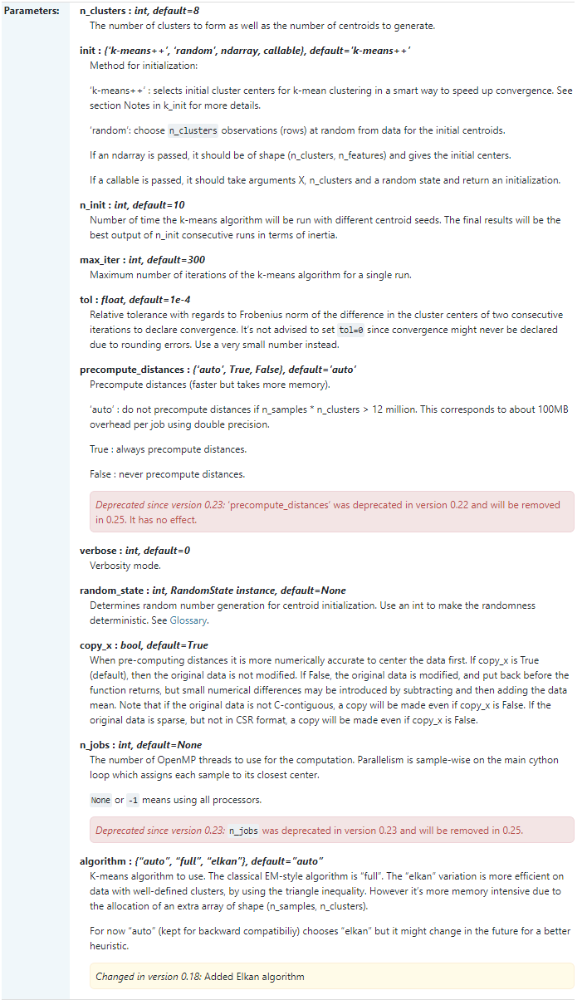 Parameters:
n_clusters : int, default=8
The number of clusters to form as well as the number of centroids to generate.
init : {'k-means++', 'random', ndarray, callable}, default='k-means++'
Method for initialization:
'k-means++' : selects initial cluster centers for k-mean clustering in a smart way to speed up convergence. See
section Notes in k_init for more details.
'random': choose n_clusters observations (rows) at random from data for the initial centroids.
If an ndarray is passed, it should be of shape (n_clusters, n_features) and gives the initial centers.
If a callable is passed, it should take arguments X, n_clusters and a random state and return an initialization.
n_init : int, default=10
Number of time the k-means algorithm will be run with different centroid seeds. The final results will be the
best output of n_init consecutive runs in terms of inertia.
max_iter : int, default=300
Maximum number of iterations of the k-means algorithm for a single run.
tol : float, default=1e-4
Relative tolerance with regards to Frobenius norm of the difference in the cluster centers of two consecutive
iterations to declare convergence. It's not advised to set tol=0 since convergence might never be declared
due to rounding errors. Use a very small number instead.
precompute_distances : {'auto', True, False}, default='auto'
Precompute distances (faster but takes more memory).
'auto' : do not precompute distances if n_samples * n_clusters > 12 million. This corresponds to about 100MB
overhead per job using double precision.
True : always precompute distances.
False : never precompute distances.
Deprecated since version 0.23: 'precompute_distances' was deprecated in version 0.22 and will be removed
in 0.25. It has no effect.
verbose : int, default=0
Verbosity mode.
random_state : int, RandomState instance, default=None
Determines random number generation for centroid initialization. Use an int to make the randomness
deterministic. See Glossary.
copy_x : bool, default=True
When pre-computing distances it is more numerically accurate to center the data first. If copy_x is True
(default), then the original data is not modified. If False, the original data is modified, and put back before the
function returns, but small numerical differences may be introduced by subtracting and then adding the data
mean. Note that if the original data is not C-contiguous, a copy will be made even if copy_x is False. If the
original data is sparse, but not in CSR format, a copy will be made even if copy_x is False.
n_jobs : int, default=None
The number of OpenMP threads to use for the computation. Parallelism is sample-wise on the main cython
loop which assigns each sample to its closest center.
None or -1 means using all processors.
Deprecated since version 0.23: n_jobs was deprecated in version 0.23 and will be removed in 0.25.
algorithm : {"auto", "full", "elkan"}, default="auto"
K-means algorithm to use. The classical EM-style algorithm is "full". The "elkan" variation is more efficient on
data with well-defined clusters, by using the triangle inequality. However it's more memory intensive due to
the allocation of an extra array of shape (n_samples, n_clusters).
For now "auto" (kept for backward compatibiliy) chooses "elkan" but it might change in the future for a better
heuristic.
Changed in version 0.18: Added Elkan algorithm